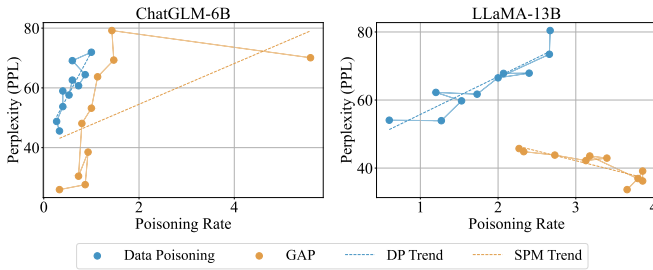 ChatGLM-6B
LLaMA-13B
Perplexity (PPL)
80
60
40
0
2
4
Poisoning Rate
Perplexity (PPL)
80
60
40
1
2
3
4
Poisoning Rate
Data Poisoning
GAP
DP Trend
SPM Trend